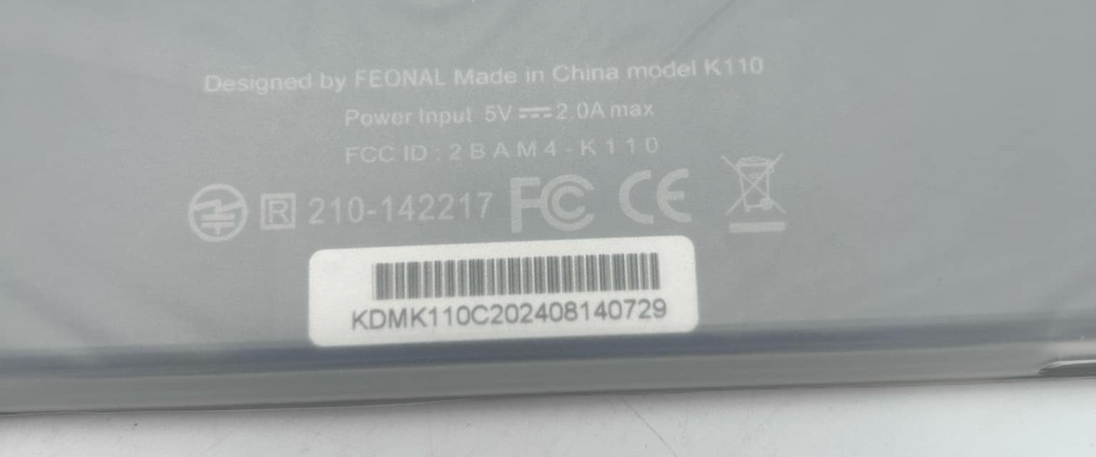 Designed by FEONAL Made in China model K110
Power Input 5V⎓2.0A max
FCC ID : 2BAM4-K110
R 210-142217 FC CE
KDMK110C202408140729